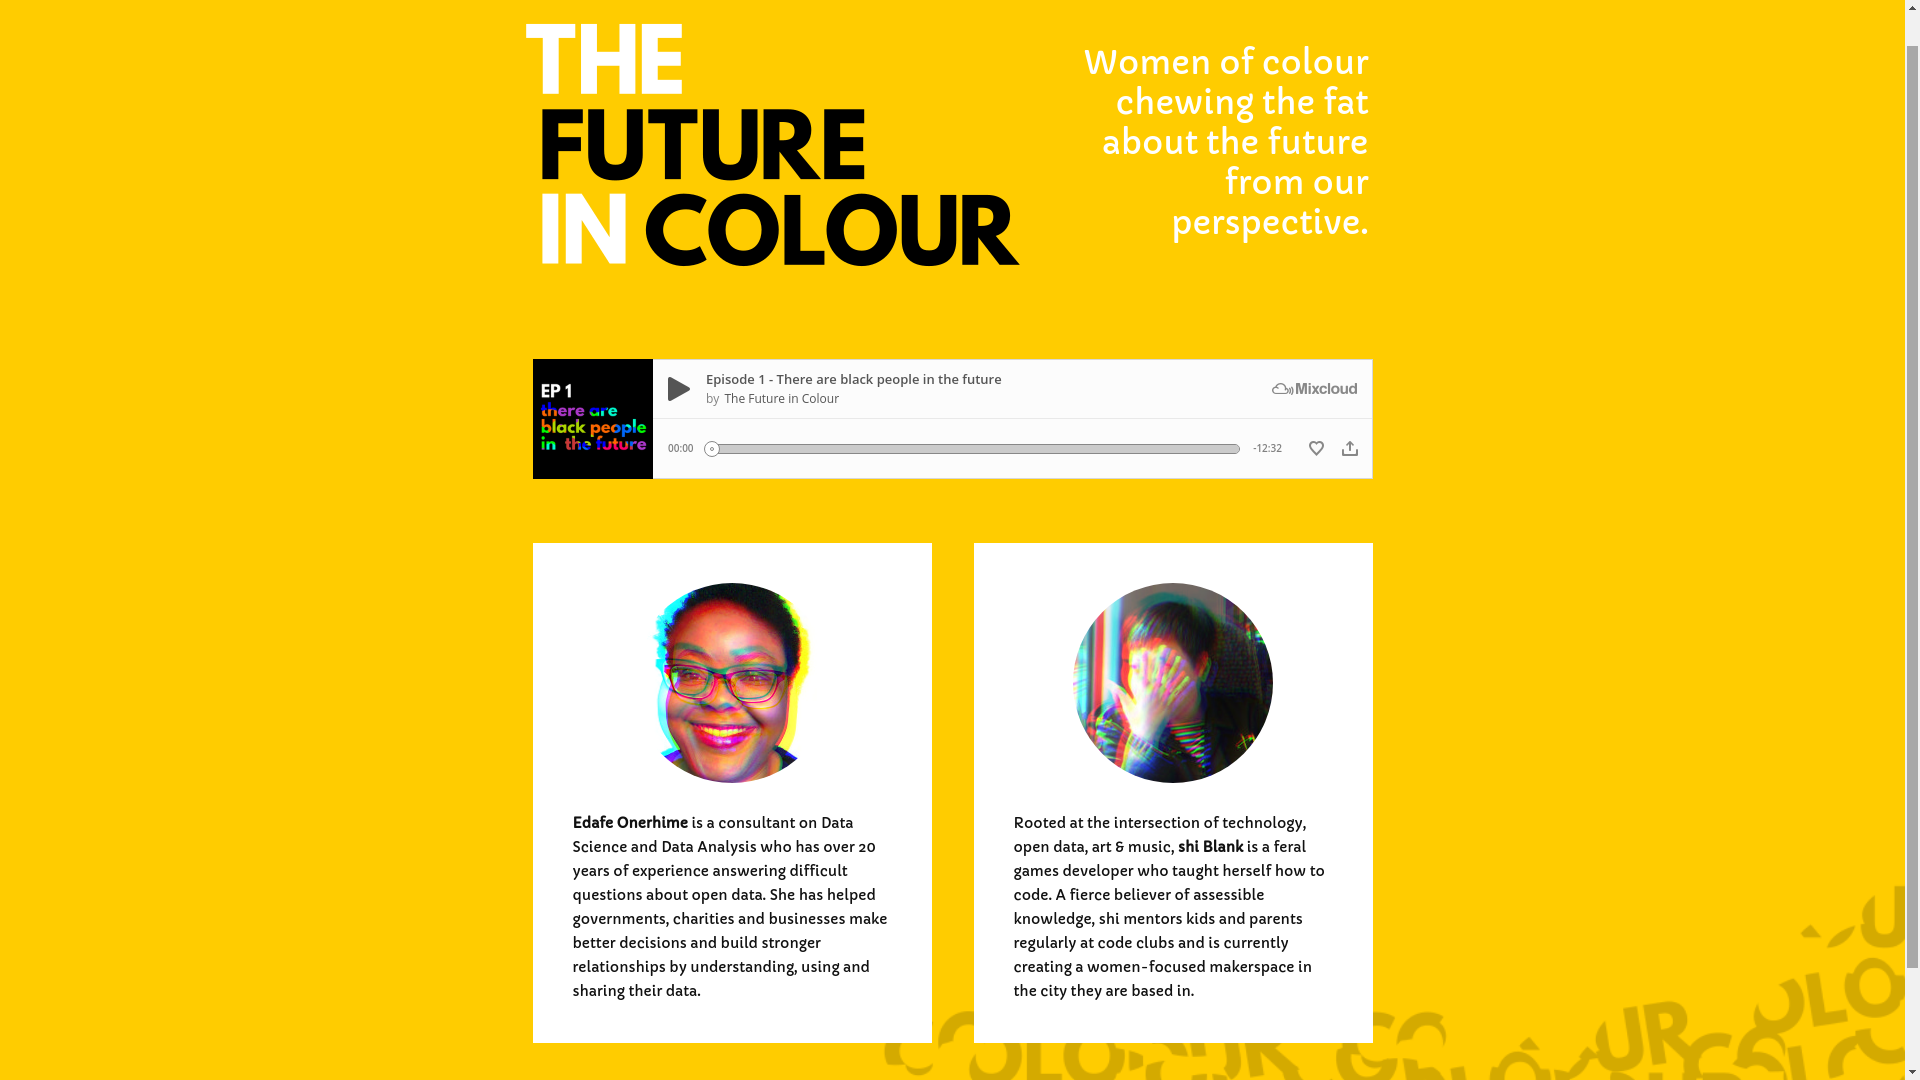 THE
FUTURE
IN COLOUR
Women of colour
chewing the fat
about the future
from our
perspective.
EP 1
there are
black people
in the future
Episode 1 - There are black people in the future
by The Future in Colour
Mixcloud
00:00
-12:32
Edafe Onerhime is a consultant on Data
Science and Data Analysis who has over 20
years of experience answering difficult
questions about open data. She has helped
governments, charities and businesses make
better decisions and build stronger
relationships by understanding, using and
sharing their data.
Rooted at the intersection of technology,
open data, art & music, shi Blank is a feral
games developer who taught herself how to
code. A fierce believer of assessible
knowledge, shi mentors kids and parents
regularly at code clubs and is currently
creating a women-focused makerspace in
the city they are based in.